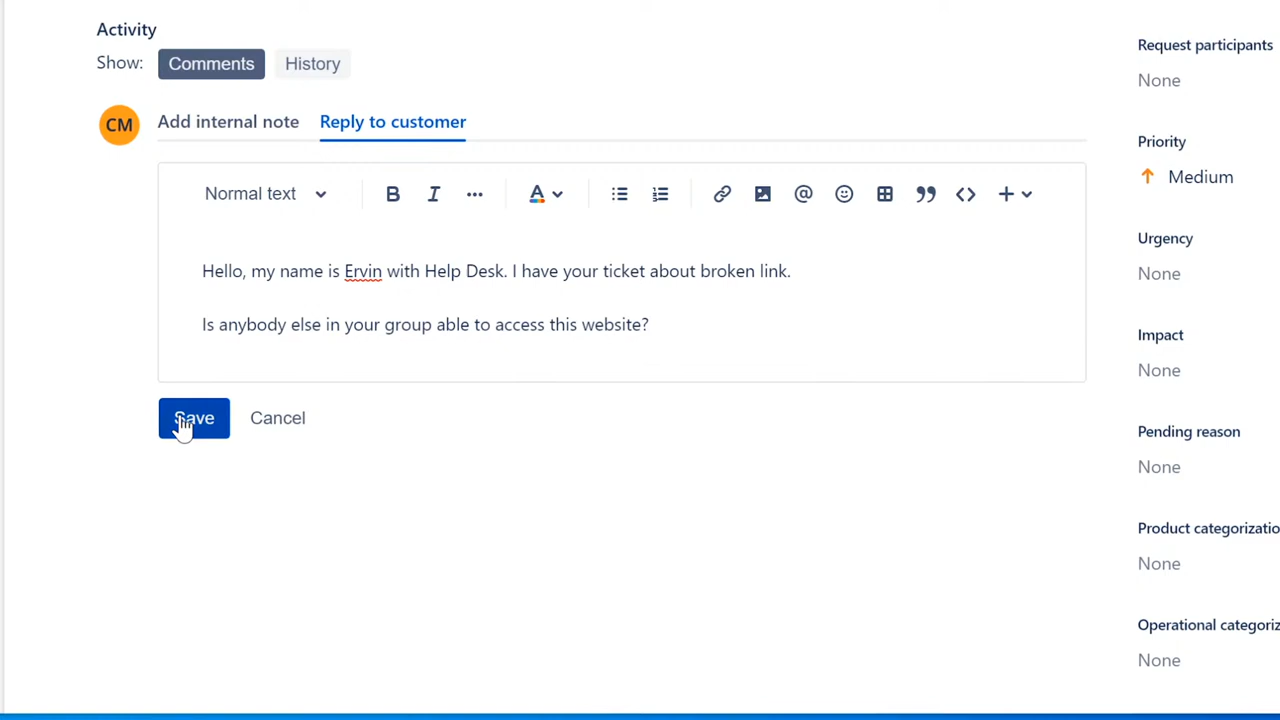 Activity
Show: Comments History
CM Add internal note Reply to customer
Normal text
Hello, my name is Ervin with Help Desk. I have your ticket about broken link.
Is anybody else in your group able to access this website?
Save Cancel
Request participants
None
Priority
Medium
Urgency
None
Impact
None
Pending reason
None
Product categorizatio
None
Operational categoriz
None